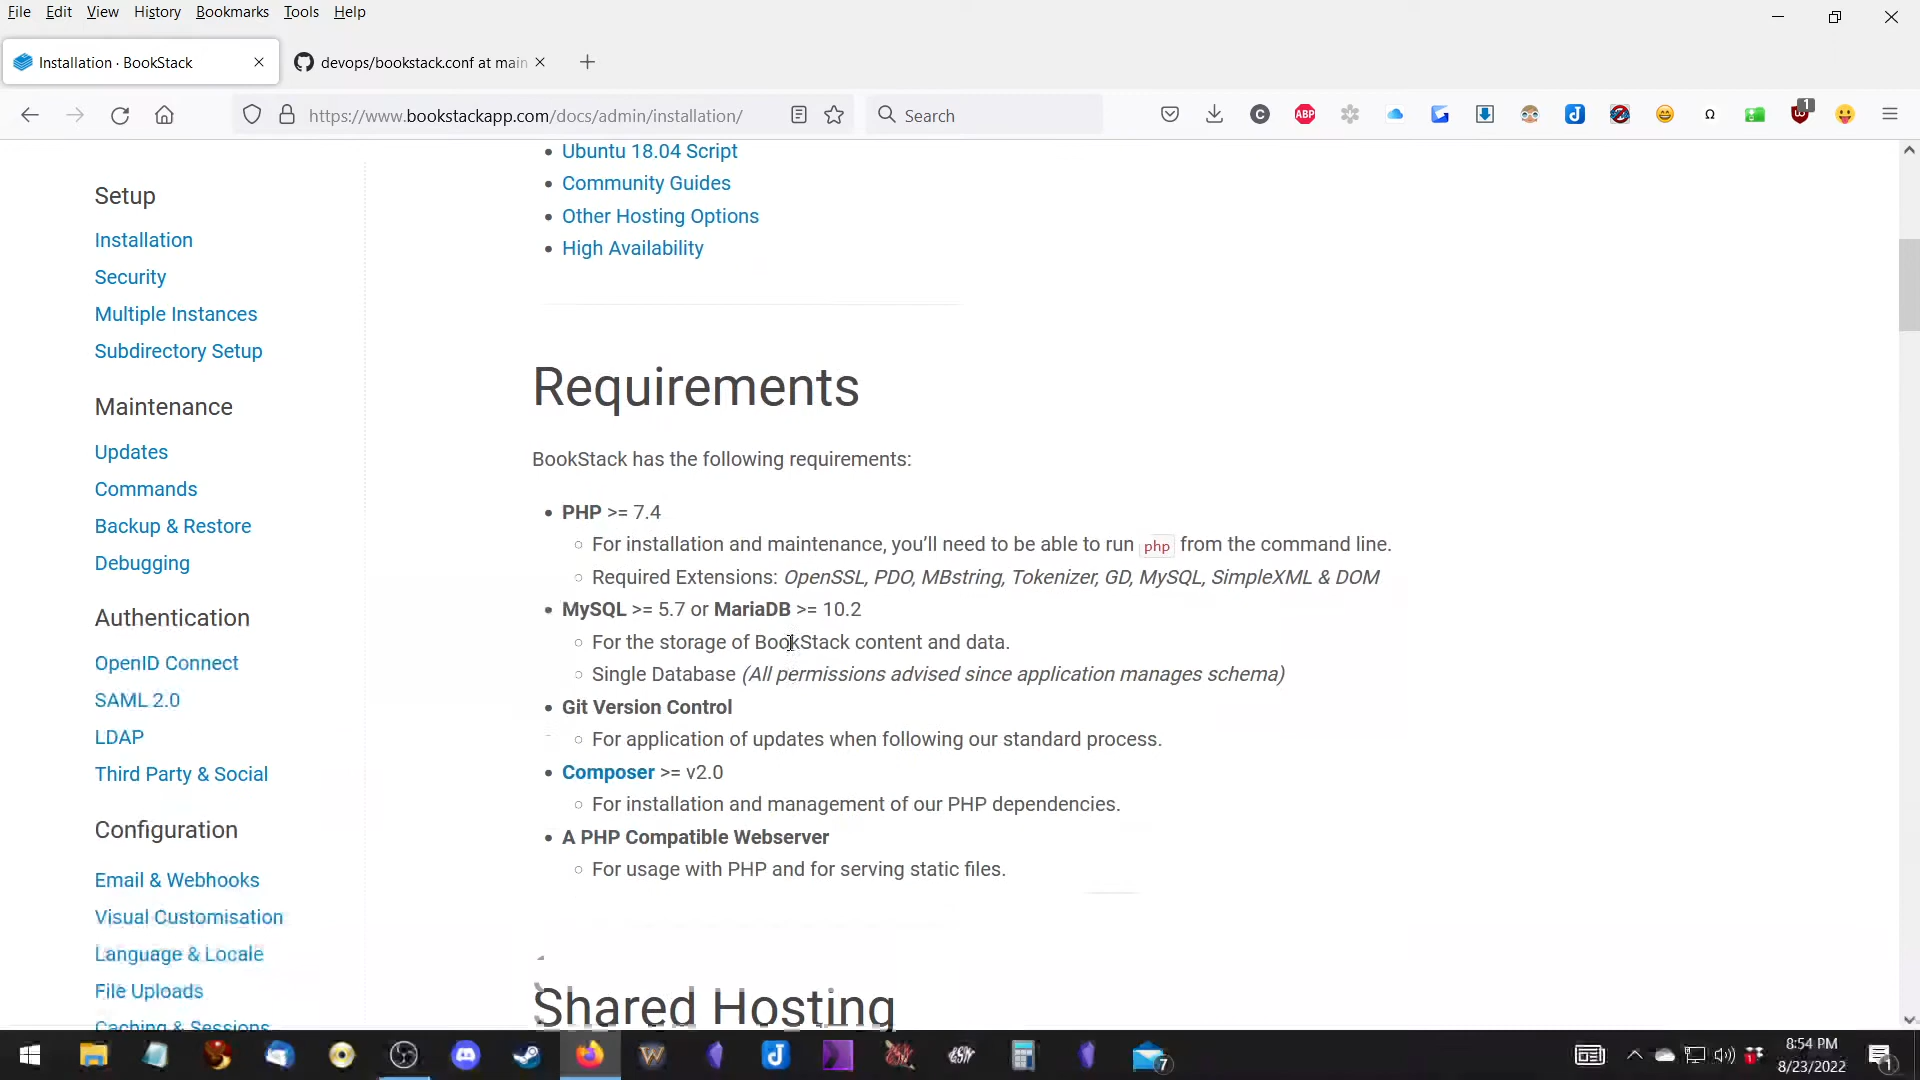 File Edit View History Bookmarks Tools Help
Installation · BookStack
devops/bookstack.conf at main
https://www.bookstackapp.com/docs/admin/installation/
Search
ABP
1
Setup
Installation
Security
Multiple Instances
Subdirectory Setup
Maintenance
Updates
Commands
Backup & Restore
Debugging
Authentication
OpenID Connect
SAML 2.0
LDAP
Third Party & Social
Configuration
Email & Webhooks
Visual Customisation
Language & Locale
File Uploads
Caching & Sessions
Ubuntu 18.04 Script
Community Guides
Other Hosting Options
High Availability
Requirements
BookStack has the following requirements:
PHP >= 7.4
For installation and maintenance, you’ll need to be able to run php from the command line.
Required Extensions: OpenSSL, PDO, MBstring, Tokenizer, GD, MySQL, SimpleXML & DOM
MySQL >= 5.7 or MariaDB >= 10.2
For the storage of BookStack content and data.
Single Database (All permissions advised since application manages schema)
Git Version Control
For application of updates when following our standard process.
Composer >= v2.0
For installation and management of our PHP dependencies.
A PHP Compatible Webserver
For usage with PHP and for serving static files.
Shared Hosting
7
8:54 PM
8/23/2022
1